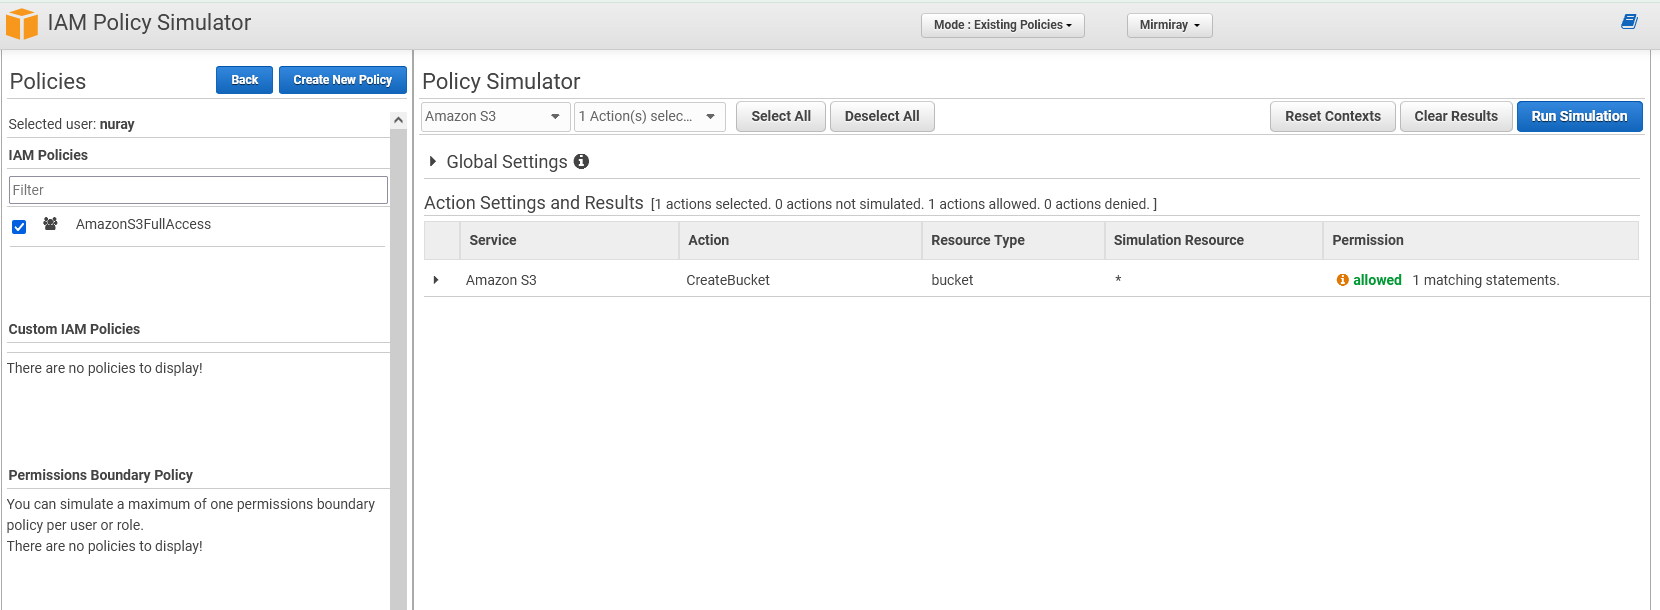 IAM Policy Simulator
Mode : Existing Policies
Mirmiray
Policies
Back
Create New Policy
Selected user: nuray
IAM Policies
Filter
AmazonS3FullAccess
Custom IAM Policies
There are no policies to display!
Permissions Boundary Policy
You can simulate a maximum of one permissions boundary
policy per user or role.
There are no policies to display!
Policy Simulator
Amazon S3
1 Action(s) selec...
Select All
Deselect All
Reset Contexts
Clear Results
Run Simulation
Global Settings
Action Settings and Results [1 actions selected. 0 actions not simulated. 1 actions allowed. 0 actions denied. ]
Service Action Resource Type Simulation Resource Permission
Amazon S3 CreateBucket bucket * allowed 1 matching statements.